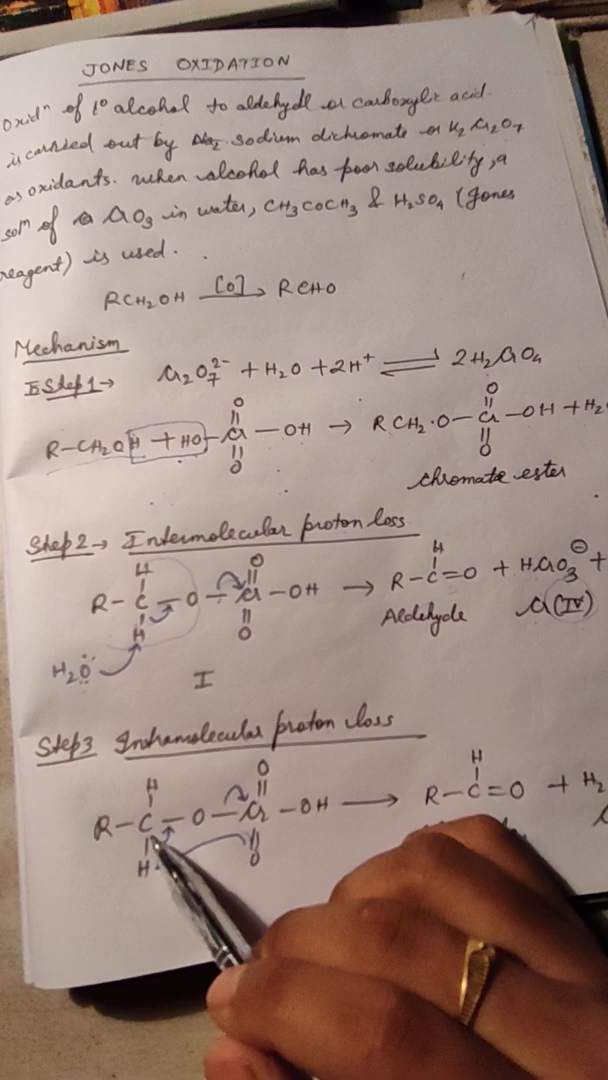 JONES OXIDATION
Oxidⁿ of 1° alcohol to aldehyde or carboxylic acid
is carried out by sodium dichromate or K₂Cr₂O₇
as oxidants. When alcohol has poor solubility, a
solⁿ of CrO₃ in water, CH₃COCH₃ & H₂SO₄ (Jones
reagent) is used.
RCH₂OH [O] → RCHO
Mechanism
Step 1 → Cr₂O₇²⁻ + H₂O + 2H⁺ ⇌ 2H₂CrO₄
O O
R-CH₂OH + HO-Cr-OH → RCH₂·O-Cr-OH + H₂
O O
chromate ester
Step 2 → Intermolecular proton loss
H O H
R-C-O-Cr-OH → R-C=O + HCrO₃⊖ +
H O Aldehyde Cr(IV)
H₂Ö
I
Step 3 Intramolecular proton loss
H O H
R-C-O-Cr-OH → R-C=O + H₂
H O